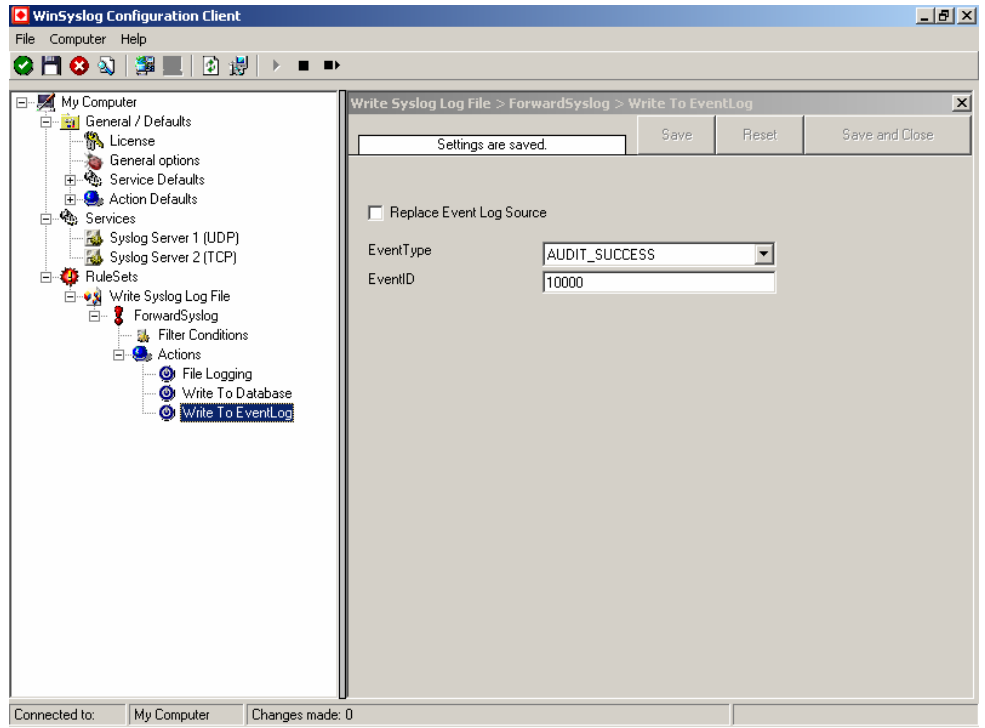 WinSyslog Configuration Client
File Computer Help
My Computer
General / Defaults
License
General options
Service Defaults
Action Defaults
Services
Syslog Server 1 (UDP)
Syslog Server 2 (TCP)
RuleSets
Write Syslog Log File
ForwardSyslog
Filter Conditions
Actions
File Logging
Write To Database
Write To EventLog
Write Syslog Log File > ForwardSyslog > Write To EventLog
Settings are saved.
Save
Reset
Save and Close
Replace Event Log Source
EventType
AUDIT_SUCCESS
EventID
10000
Connected to:
My Computer
Changes made: 0